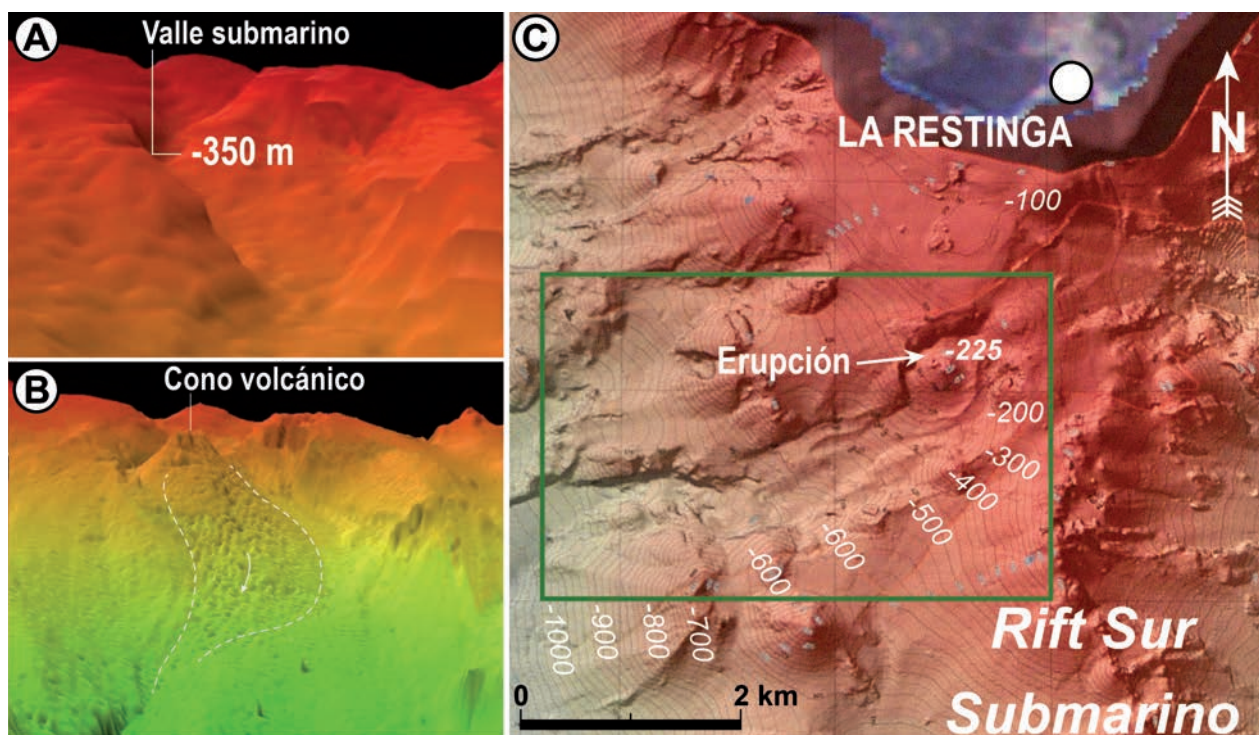 A
Valle submarino
-350 m
B
Cono volcánico
C
LA RESTINGA
N
-100
Erupción
-225
-200
-300
-400
-500
-600
-600
-700
-800
-900
-1000
0
2 km
Rift Sur
Submarino